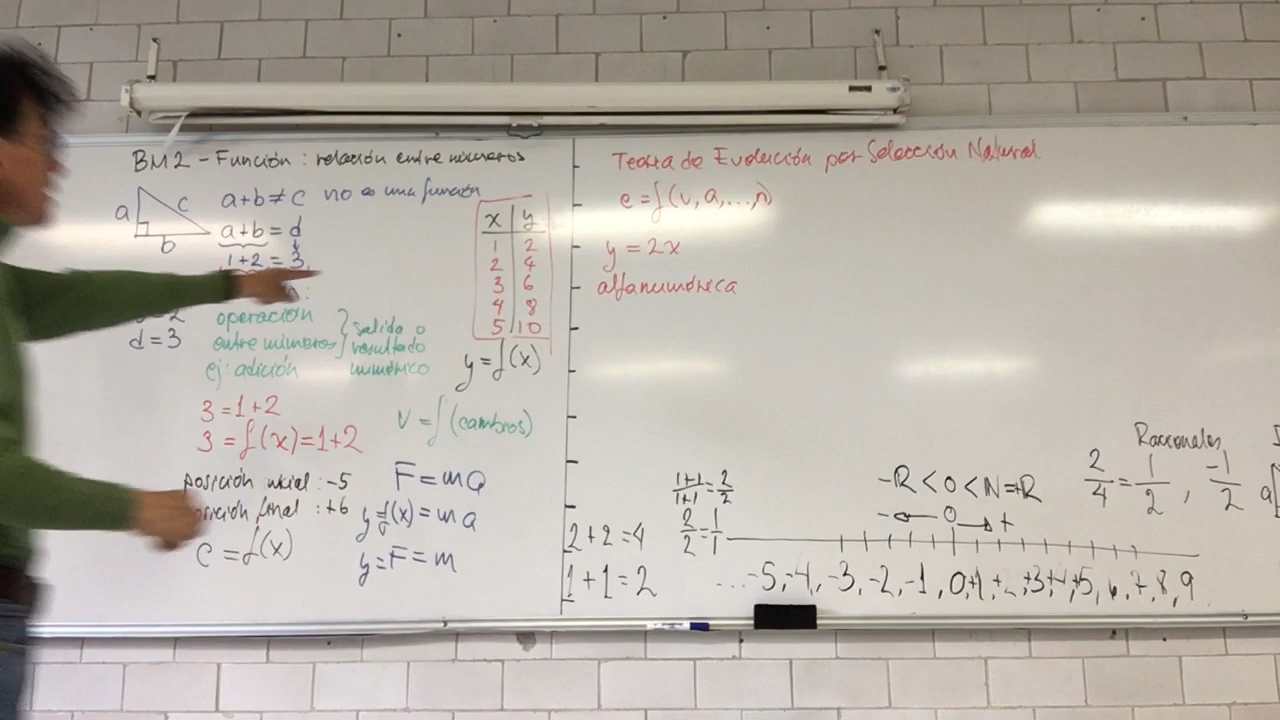 BM2 - Función: relación entre números
a+b≠c no es una función
a
c
b
a+b = d
1+2 = 3
d=3
operación
entre números
ej: adición
salida o
resultado
numérico
x | y
1 | 2
2 | 4
3 | 6
4 | 8
5 | 10
y=f(x)
3=1+2
3=f(x)=1+2
v=f(cambios)
posición inicial: -5
posición final: +6
e=f(x)
F=ma
y=f(x)=ma
y=F=m
Teoría de Evolución por Selección Natural
e=f(v,a,...,n)
y=2x
alfanumérica
1+1/1+1=2/2
2/2=1/1
2+2=4
1+1=2
-R<0<N=+R
- ← 0 → +
...-5,-4,-3,-2,-1,0,+1,+2,+3,+4,+5,6,7,8,9
Racionales
2/4=1/2, -1/2
a